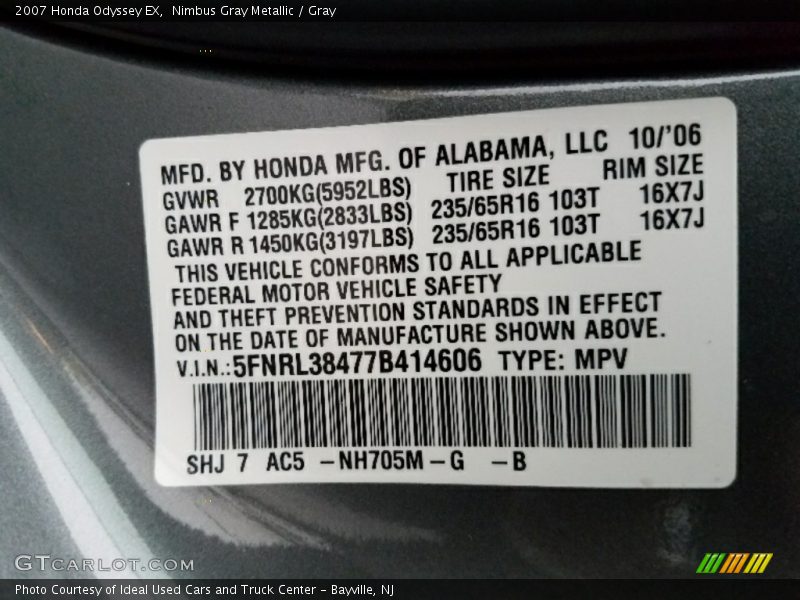 2007 Honda Odyssey EX, Nimbus Gray Metallic / Gray
MFD. BY HONDA MFG. OF ALABAMA, LLC 10/'06
GVWR 2700KG(5952LBS) TIRE SIZE RIM SIZE
GAWR F 1285KG(2833LBS) 235/65R16 103T 16X7J
GAWR R 1450KG(3197LBS) 235/65R16 103T 16X7J
THIS VEHICLE CONFORMS TO ALL APPLICABLE
FEDERAL MOTOR VEHICLE SAFETY
AND THEFT PREVENTION STANDARDS IN EFFECT
ON THE DATE OF MANUFACTURE SHOWN ABOVE.
V.I.N.:5FNRL38477B414606 TYPE: MPV
SHJ 7 AC5 -NH705M-G -B
GTcarlot.com
Photo Courtesy of Ideal Used Cars and Truck Center - Bayville, NJ